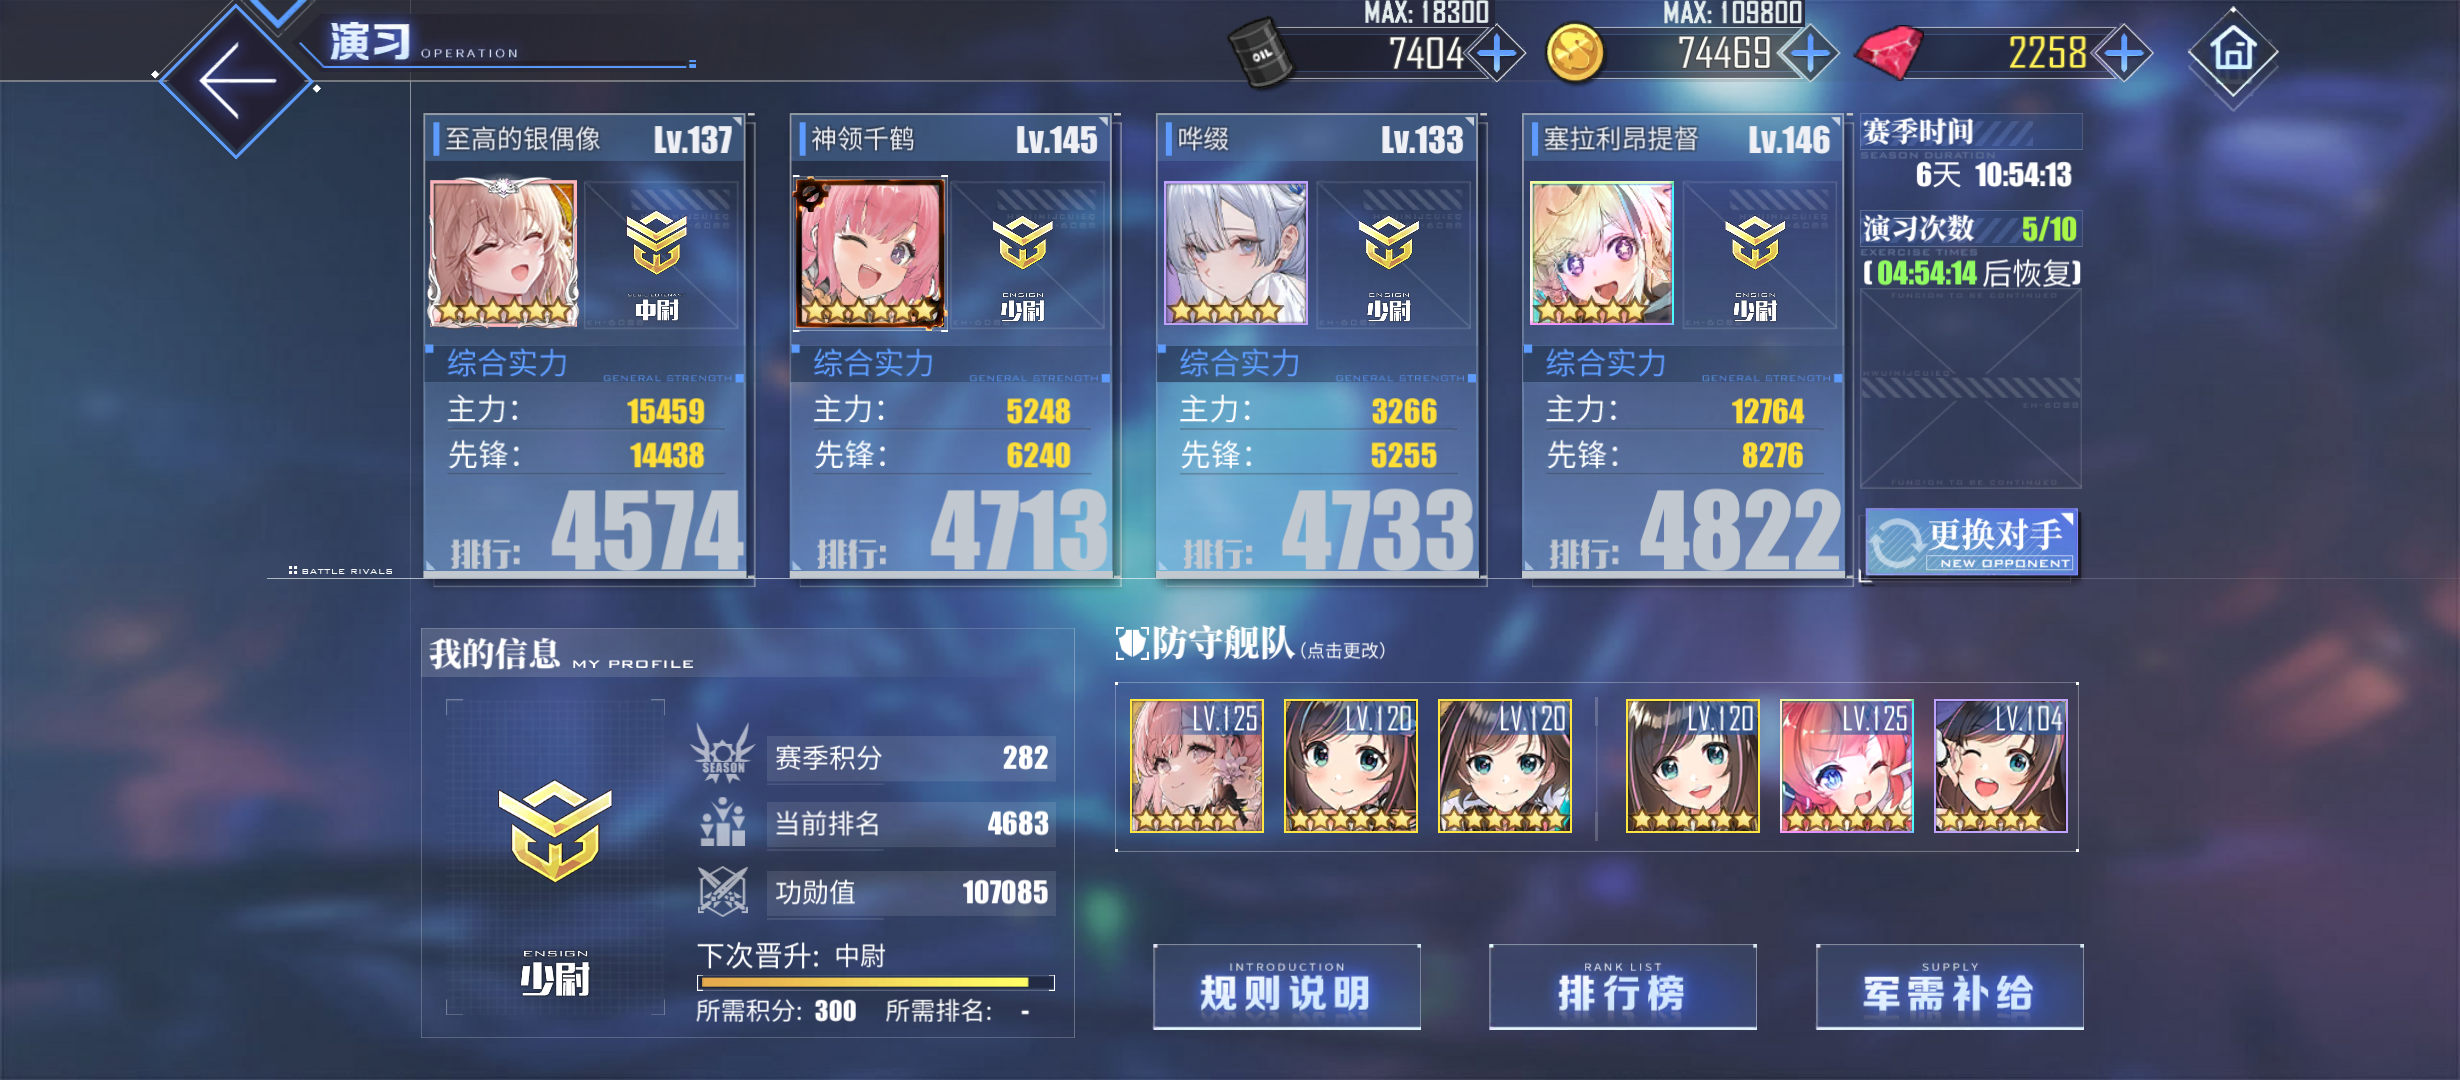 演习 OPERATION
MAX: 18300
7404
MAX: 109800
74469
2258
OIL
至高的银偶像 Lv.137
中尉
综合实力
GENERAL STRENGTH
主力: 15459
先锋: 14438
排行: 4574
神领千鹤 Lv.145
ENSIGN
少尉
综合实力
GENERAL STRENGTH
主力: 5248
先锋: 6240
排行: 4713
哗缀 Lv.133
ENSIGN
少尉
综合实力
GENERAL STRENGTH
主力: 3266
先锋: 5255
排行: 4733
塞拉利昂提督 Lv.146
ENSIGN
少尉
综合实力
GENERAL STRENGTH
主力: 12764
先锋: 8276
排行: 4822
赛季时间
SEASON DURATION
6天 10:54:13
演习次数 5/10
EXERCISE TIMES
[04:54:14后恢复]
FUNCION TO BE CONTINUED
FUNCION TO BE CONTINUED
更换对手
NEW OPPONENT
BATTLE RIVALS
我的信息 MY PROFILE
SEASON
赛季积分 282
当前排名 4683
功勋值 107085
ENSIGN
少尉
下次晋升: 中尉
所需积分: 300 所需排名: -
防守舰队(点击更改)
LV.125
LV.120
LV.120
LV.120
LV.125
LV.104
INTRODUCTION
规则说明
RANK LIST
排行榜
SUPPLY
军需补给